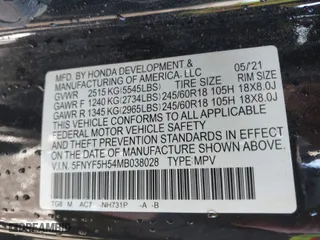 MFD. BY HONDA DEVELOPMENT & 05/'21
MANUFACTURING OF AMERICA, LLC
GVWR 2515 KG(5545LBS) TIRE SIZE RIM SIZE
GAWR F 1240 KG(2734LBS) 245/60R18 105H 18X8.0J
GAWR R 1345 KG(2965LBS) 245/60R18 105H 18X8.0J
THIS VEHICLE CONFORMS TO ALL APPLICABLE
FEDERAL MOTOR VEHICLE SAFETY AND
THEFT PREVENTION STANDARDS IN EFFECT ON
THE DATE OF MANUFACTURE SHOWN ABOVE.
V.I.N. 5FNYF5H54MB038028 TYPE:MPV
TG8 M AC7 NH731P -A -B